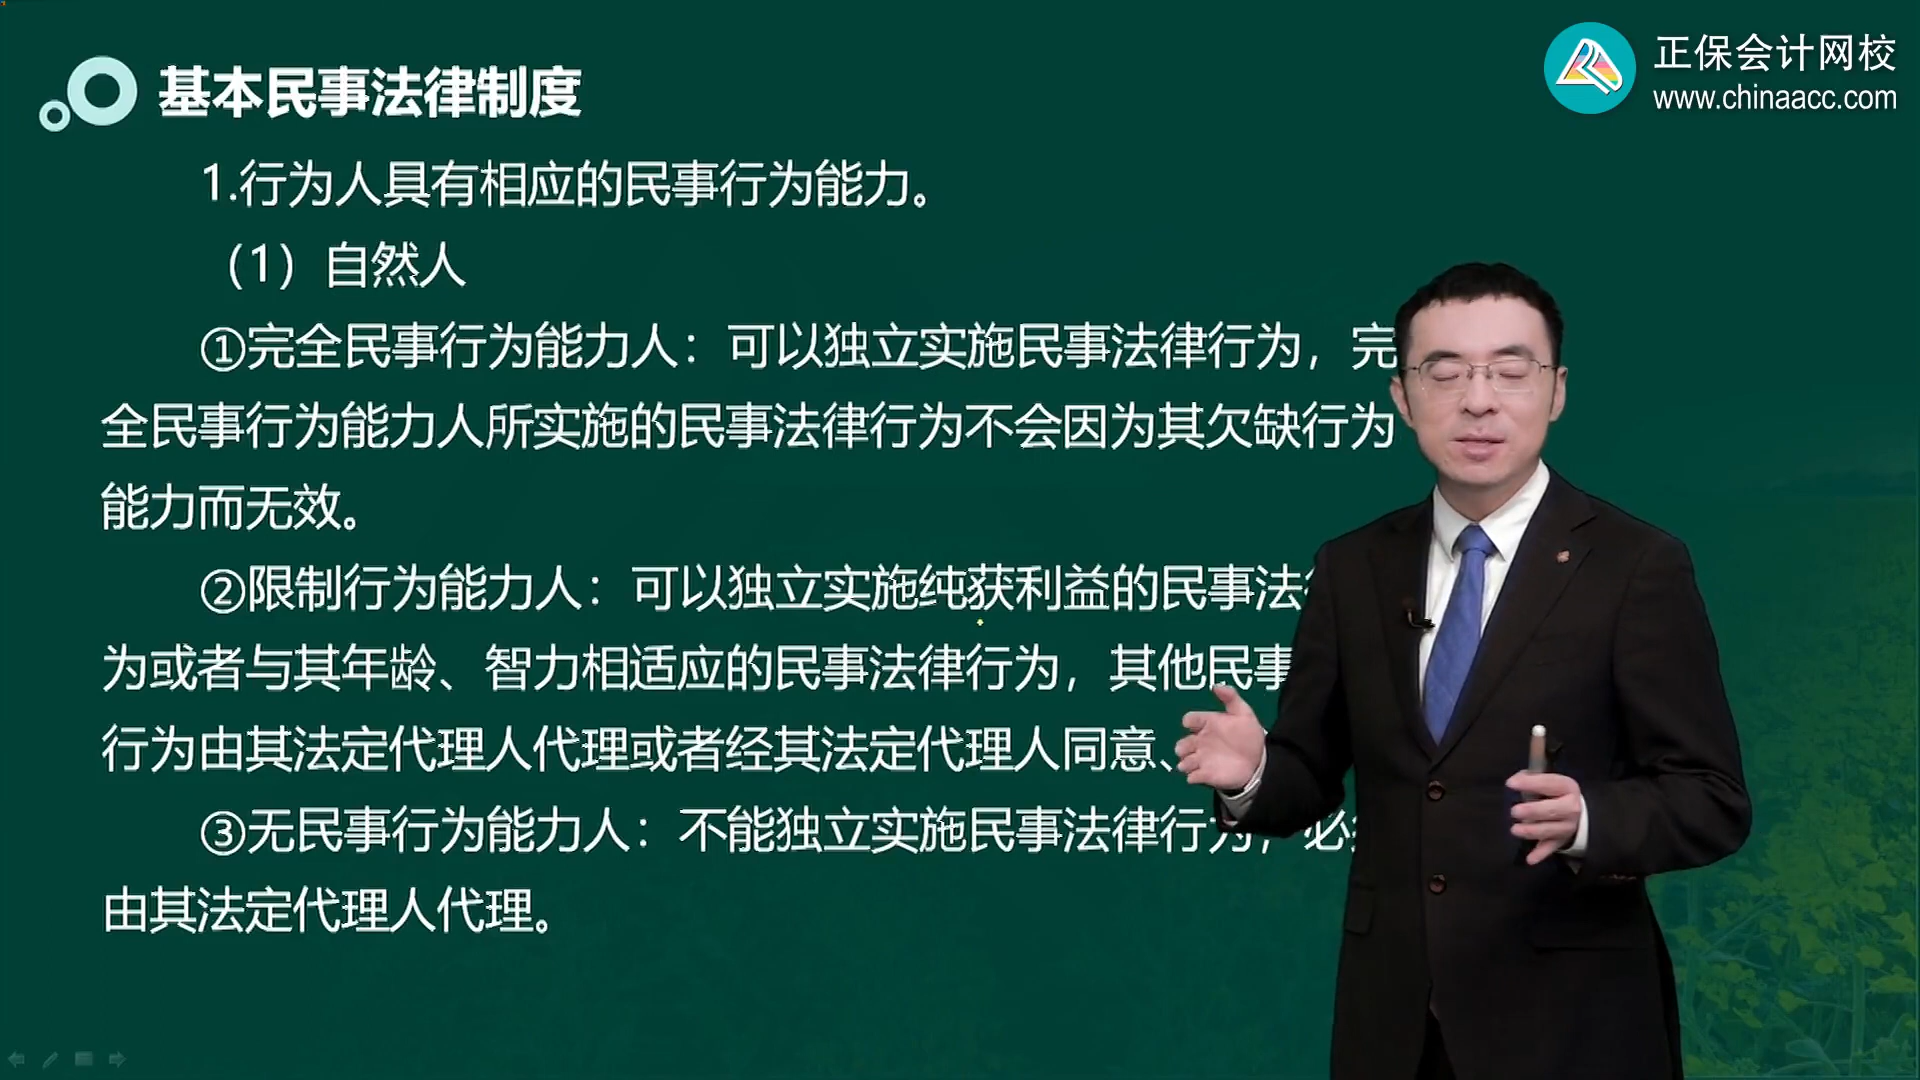 正保会计网校
www.chinaacc.com
基本民事法律制度
1.行为人具有相应的民事行为能力。
（1）自然人
①完全民事行为能力人：可以独立实施民事法律行为，完
全民事行为能力人所实施的民事法律行为不会因为其欠缺行为
能力而无效。
②限制行为能力人：可以独立实施纯获利益的民事法
为或者与其年龄、智力相适应的民事法律行为，其他民事
行为由其法定代理人代理或者经其法定代理人同意、
③无民事行为能力人：不能独立实施民事法律行为，必
由其法定代理人代理。